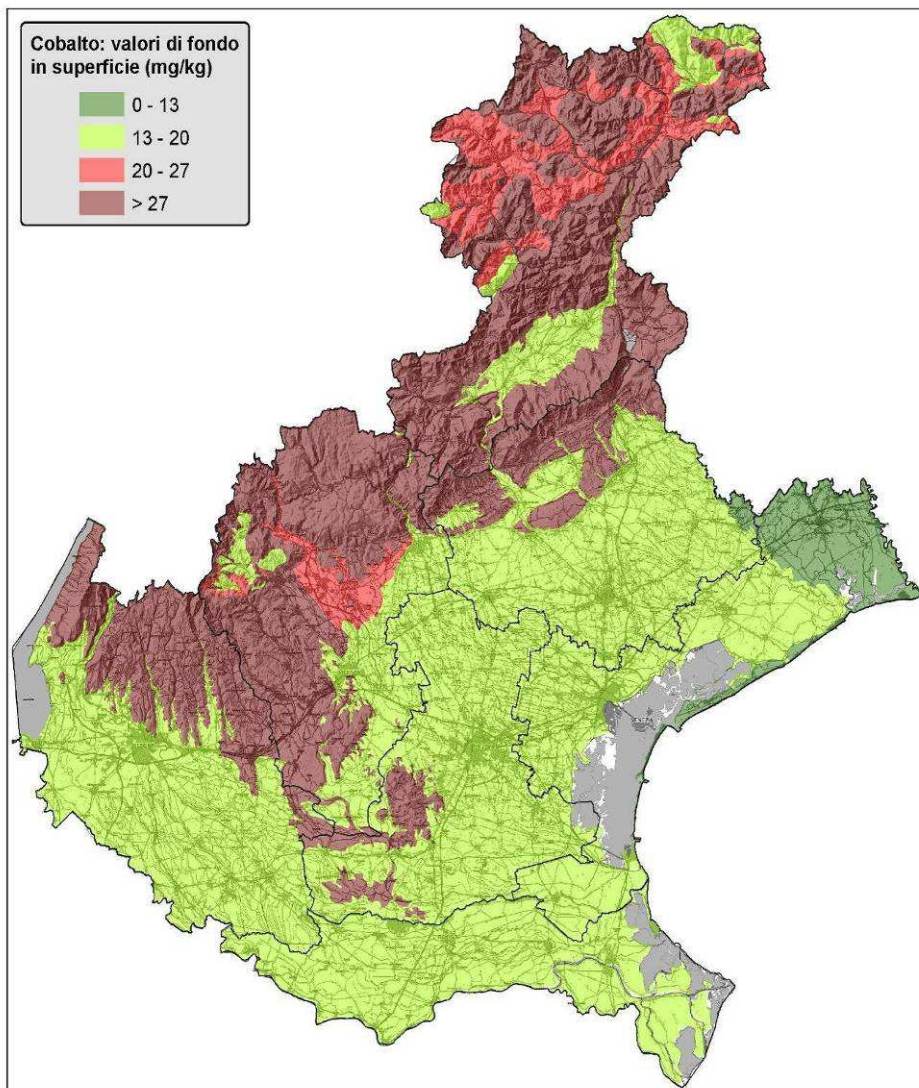 Cobalto: valori di fondo
in superficie (mg/kg)
0 - 13
13 - 20
20 - 27
> 27